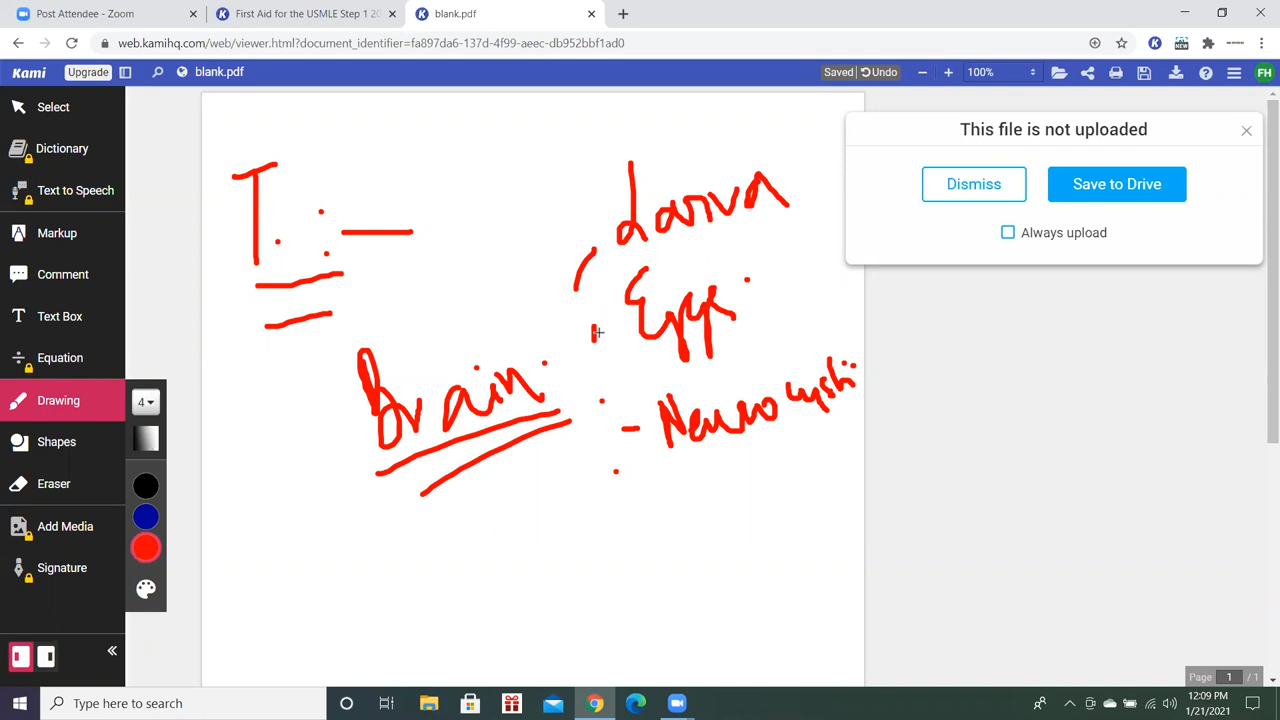 Post Attendee - Zoom
First Aid for the USMLE Step 1 20
blank.pdf
web.kamihq.com/web/viewer.html?document_identifier=fa897da6-137d-4f99-aeec-db952bbf1ad0
Kami
Upgrade
blank.pdf
Saved
Undo
100%
FH
Select
Dictionary
Text to Speech
Markup
Comment
Text Box
Equation
Drawing
Shapes
Eraser
Add Media
Signature
4
This file is not uploaded
Dismiss
Save to Drive
Always upload
T. : —
Larva
Eggs
Brain
- Neurocysti
Page 1 / 1
Type here to search
12:09 PM
1/21/2021